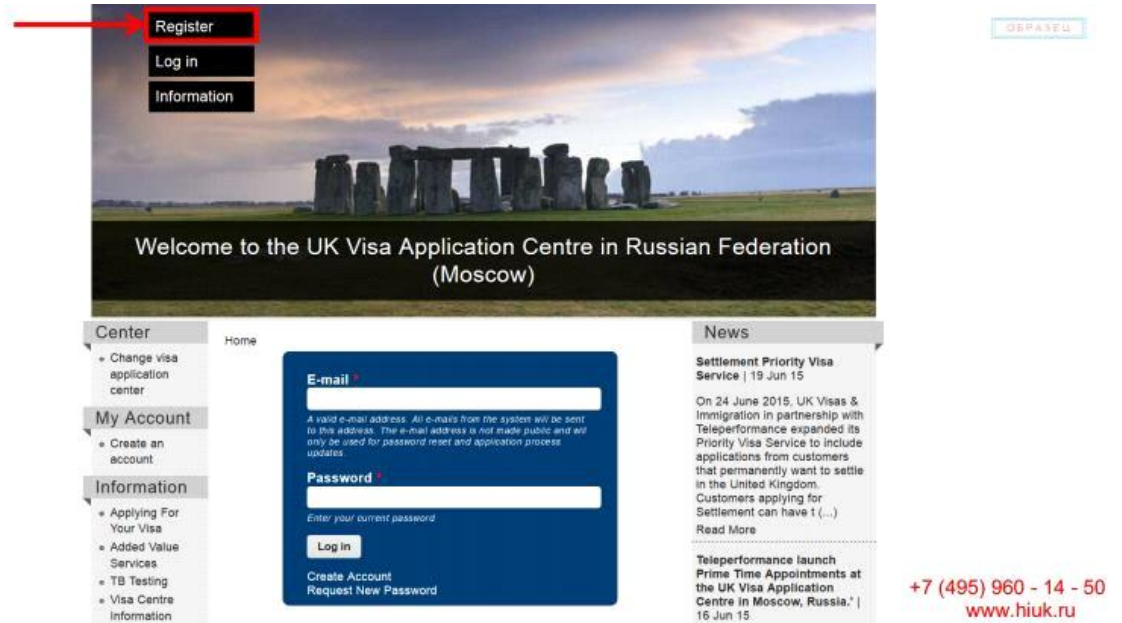 Register
Log in
Information
ОБРАЗЕЦ
Welcome to the UK Visa Application Centre in Russian Federation
(Moscow)
Center
Change visa
application
center
My Account
Create an
account
Information
Applying For
Your Visa
Added Value
Services
TB Testing
Visa Centre
Information
Home
E-mail *
A valid e-mail address. All e-mails from the system will be sent
to this address. The e-mail address is not made public and will
only be used for password reset and application process
updates.
Password *
Enter your current password
Log in
Create Account
Request New Password
News
Settlement Priority Visa
Service | 19 Jun 15
On 24 June 2015, UK Visas &
Immigration in partnership with
Teleperformance expanded its
Priority Visa Service to include
applications from customers
that permanently want to settle
in the United Kingdom.
Customers applying for
Settlement can have t (...)
Read More
Teleperformance launch
Prime Time Appointments at
the UK Visa Application
Centre in Moscow, Russia.' |
16 Jun 15
+7 (495) 960 - 14 - 50
www.hiuk.ru